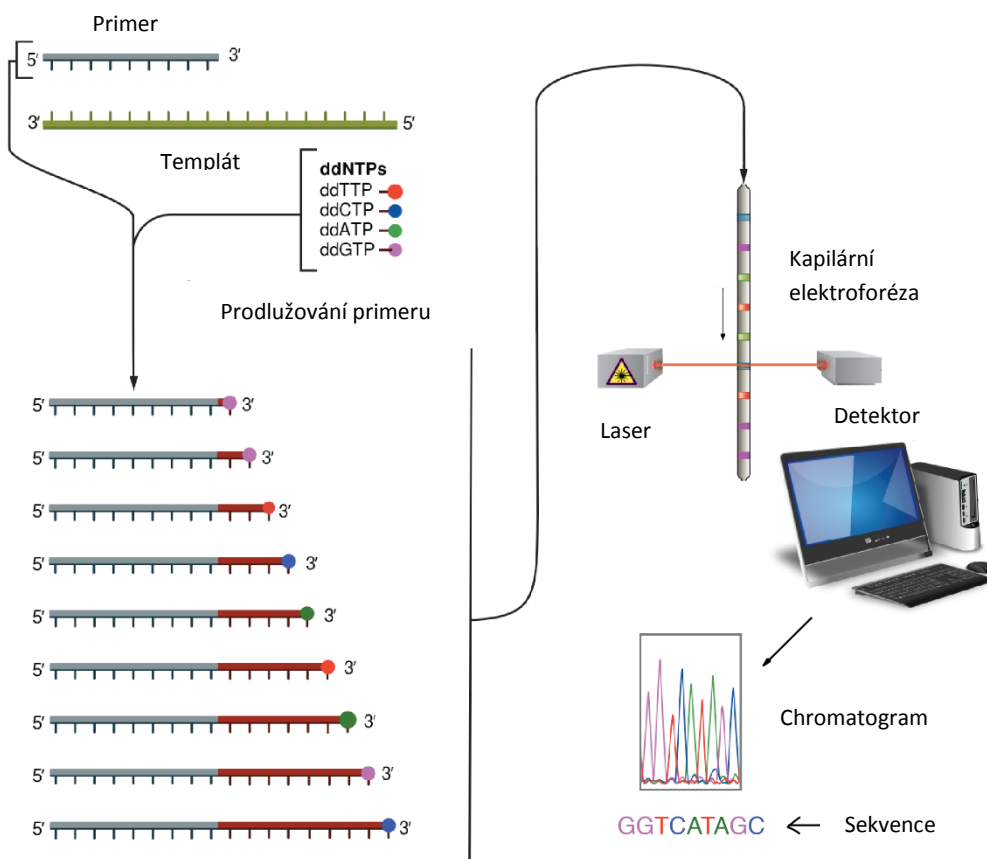 Primer
5′ 3′
3′ 5′
Templát
ddNTPs
ddTTP
ddCTP
ddATP
ddGTP
Prodlužování primeru
5′ 3′
5′ 3′
5′ 3′
5′ 3′
5′ 3′
5′ 3′
5′ 3′
5′ 3′
5′ 3′
Kapilární
elektroforéza
Laser
Detektor
Chromatogram
GGTCATAGC
Sekvence